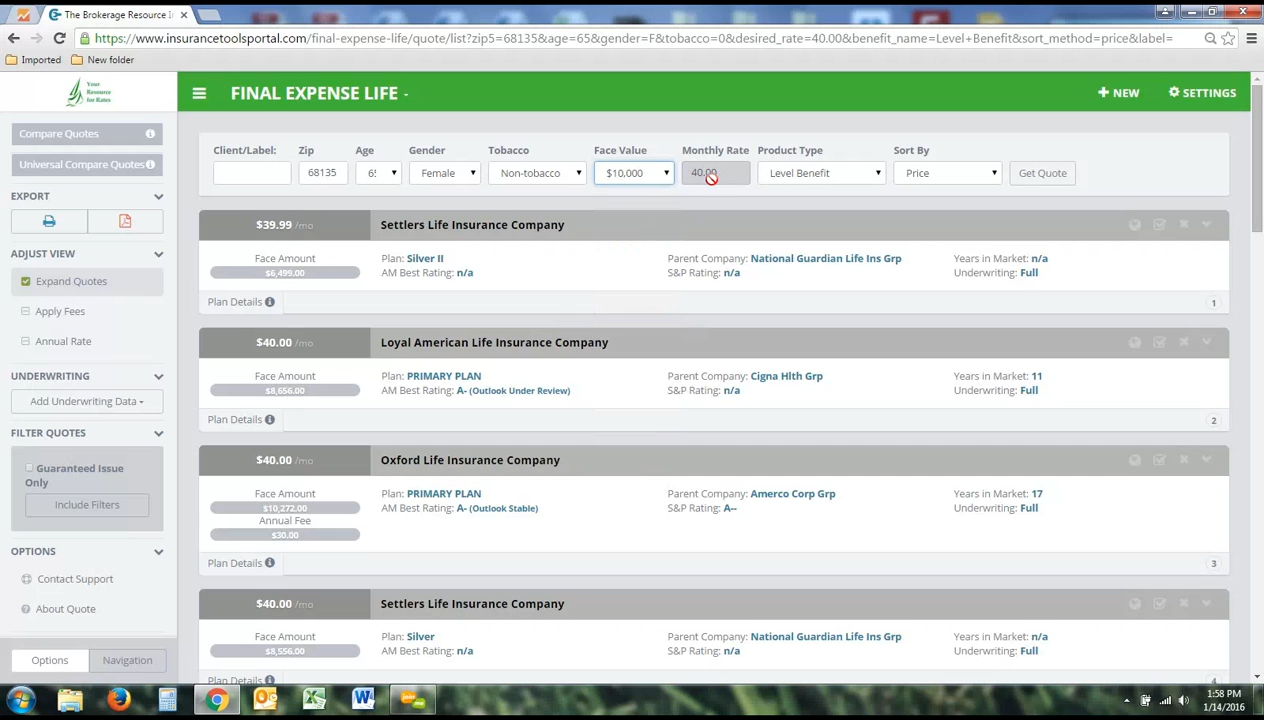 The Brokerage Resource I
https://www.insurancetoolsportal.com/final-expense-life/quote/list?zip5=68135&age=65&gender=F&tobacco=0&desired_rate=40.00&benefit_name=Level+Benefit&sort_method=price&label=
Imported New folder
Your
Resource
for Rates
FINAL EXPENSE LIFE
+ NEW SETTINGS
Compare Quotes
Universal Compare Quotes
EXPORT
ADJUST VIEW
Expand Quotes
Apply Fees
Annual Rate
UNDERWRITING
Add Underwriting Data
FILTER QUOTES
Guaranteed Issue
Only
Include Filters
OPTIONS
Contact Support
About Quote
Options Navigation
Client/Label: Zip Age Gender Tobacco Face Value Monthly Rate Product Type Sort By
68135 65 Female Non-tobacco $10,000 40.00 Level Benefit Price Get Quote
$39.99 /mo Settlers Life Insurance Company
Face Amount Plan: Silver II Parent Company: National Guardian Life Ins Grp Years in Market: n/a
$6,499.00 AM Best Rating: n/a S&P Rating: n/a Underwriting: Full
Plan Details 1
$40.00 /mo Loyal American Life Insurance Company
Face Amount Plan: PRIMARY PLAN Parent Company: Cigna Hlth Grp Years in Market: 11
$8,656.00 AM Best Rating: A- (Outlook Under Review) S&P Rating: n/a Underwriting: Full
Plan Details 2
$40.00 /mo Oxford Life Insurance Company
Face Amount Plan: PRIMARY PLAN Parent Company: Amerco Corp Grp Years in Market: 17
$10,272.00 AM Best Rating: A- (Outlook Stable) S&P Rating: A-- Underwriting: Full
Annual Fee
$30.00
Plan Details 3
$40.00 /mo Settlers Life Insurance Company
Face Amount Plan: Silver Parent Company: National Guardian Life Ins Grp Years in Market: n/a
$8,556.00 AM Best Rating: n/a S&P Rating: n/a Underwriting: Full
Plan Details 4
join.me
1:58 PM
1/14/2016